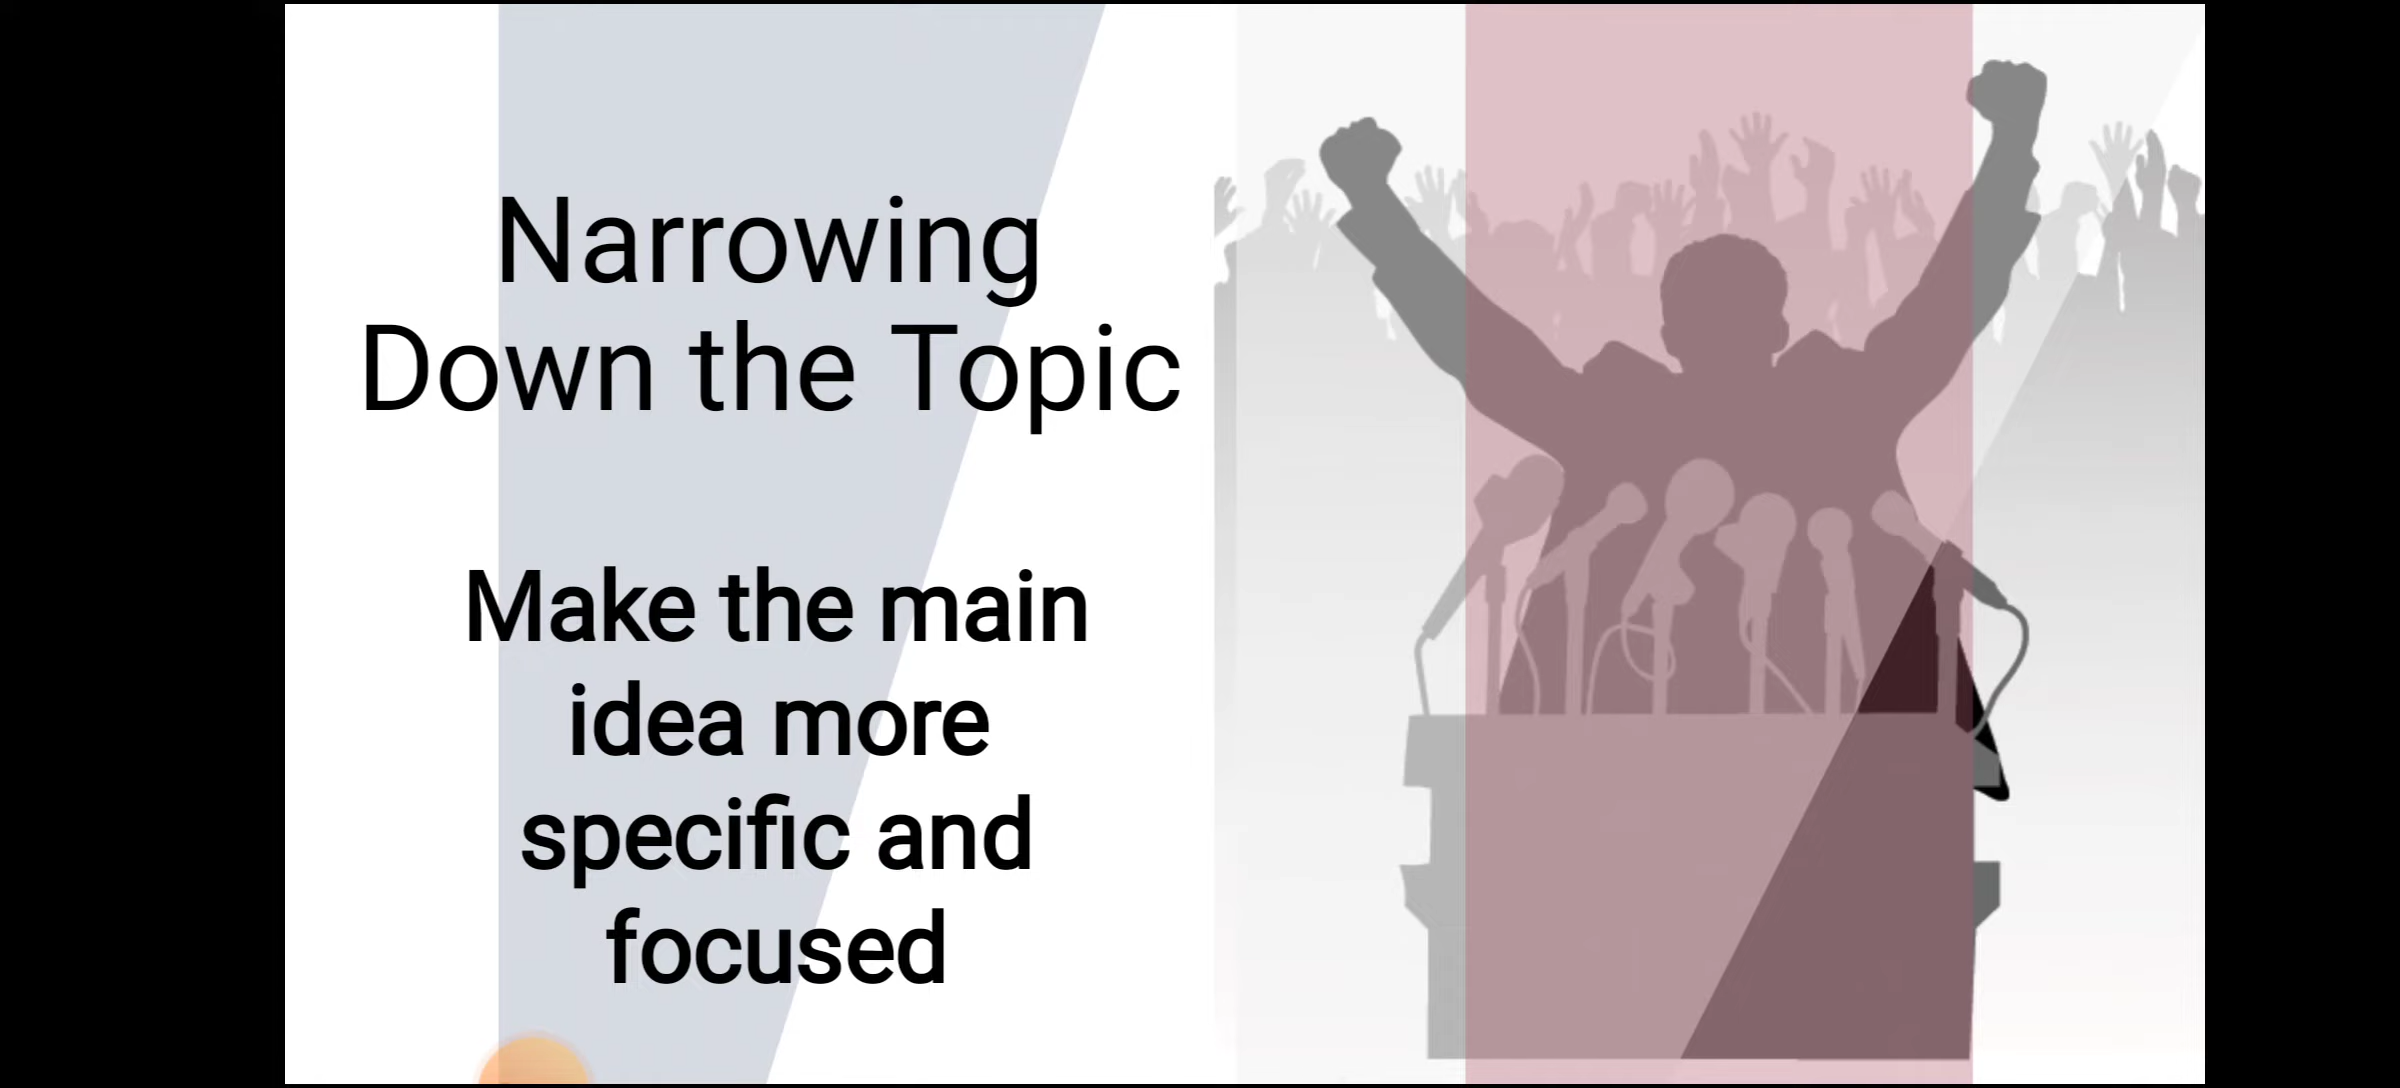 Narrowing
Down the Topic
Make the main
idea more
specific and
focused